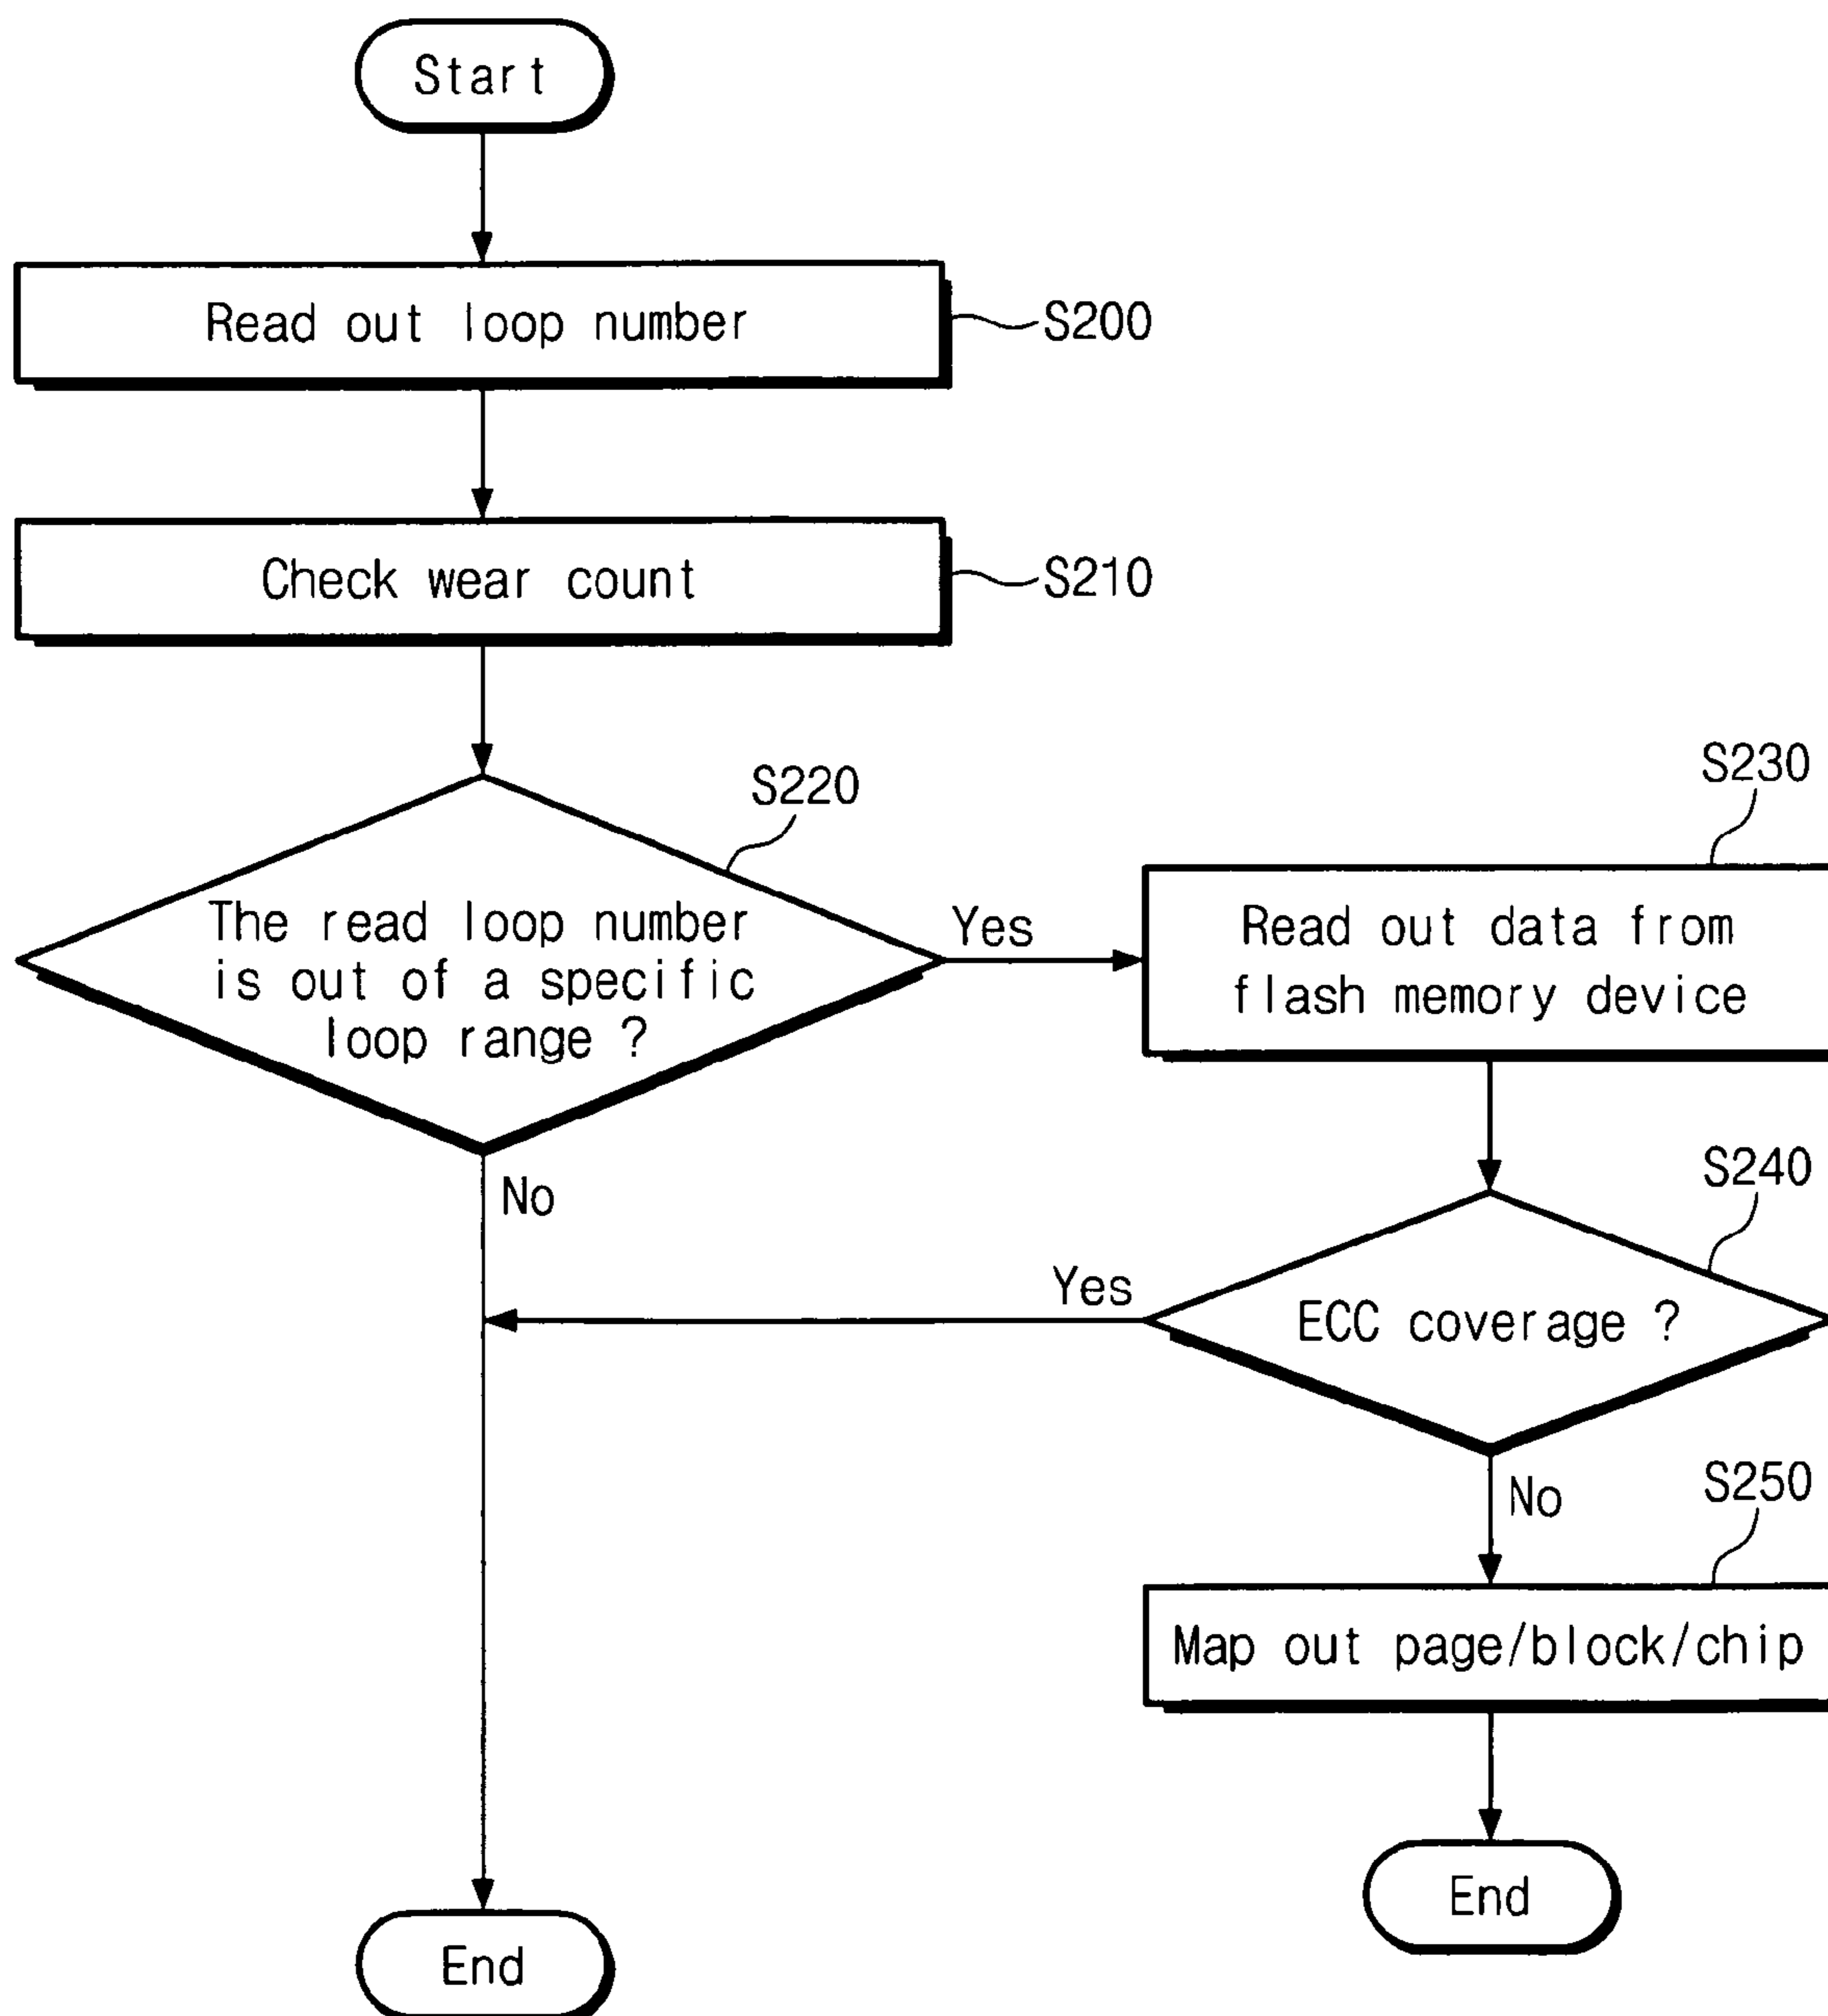 Start
Read out loop number
S200
Check wear count
S210
S220
The read loop number
is out of a specific
loop range ?
Yes
No
S230
Read out data from
flash memory device
S240
ECC coverage ?
Yes
No
S250
Map out page/block/chip
End
End